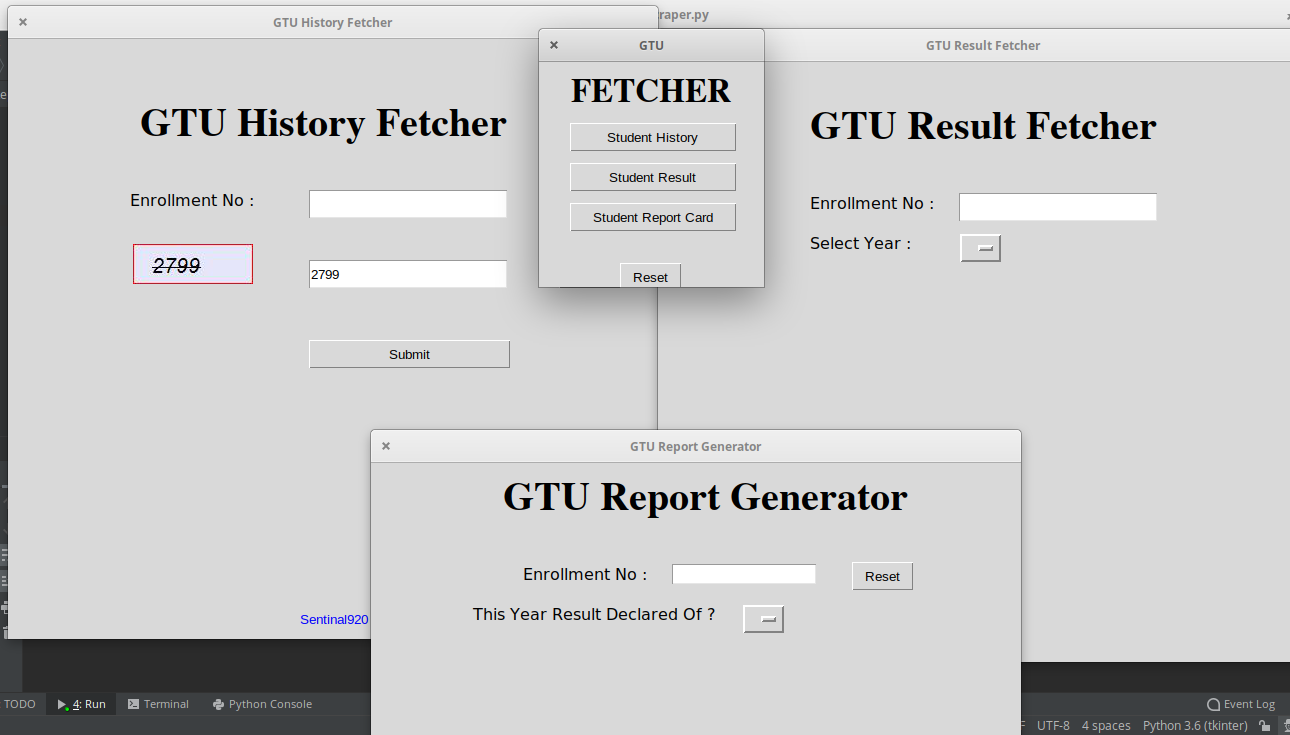 raper.py
GTU History Fetcher
GTU History Fetcher
Enrollment No :
2799
2799
Submit
Sentinal920
GTU
FETCHER
Student History
Student Result
Student Report Card
Reset
GTU Result Fetcher
GTU Result Fetcher
Enrollment No :
Select Year :
GTU Report Generator
GTU Report Generator
Enrollment No :
Reset
This Year Result Declared Of ?
TODO
4: Run
Terminal
Python Console
Event Log
UTF-8
4 spaces
Python 3.6 (tkinter)